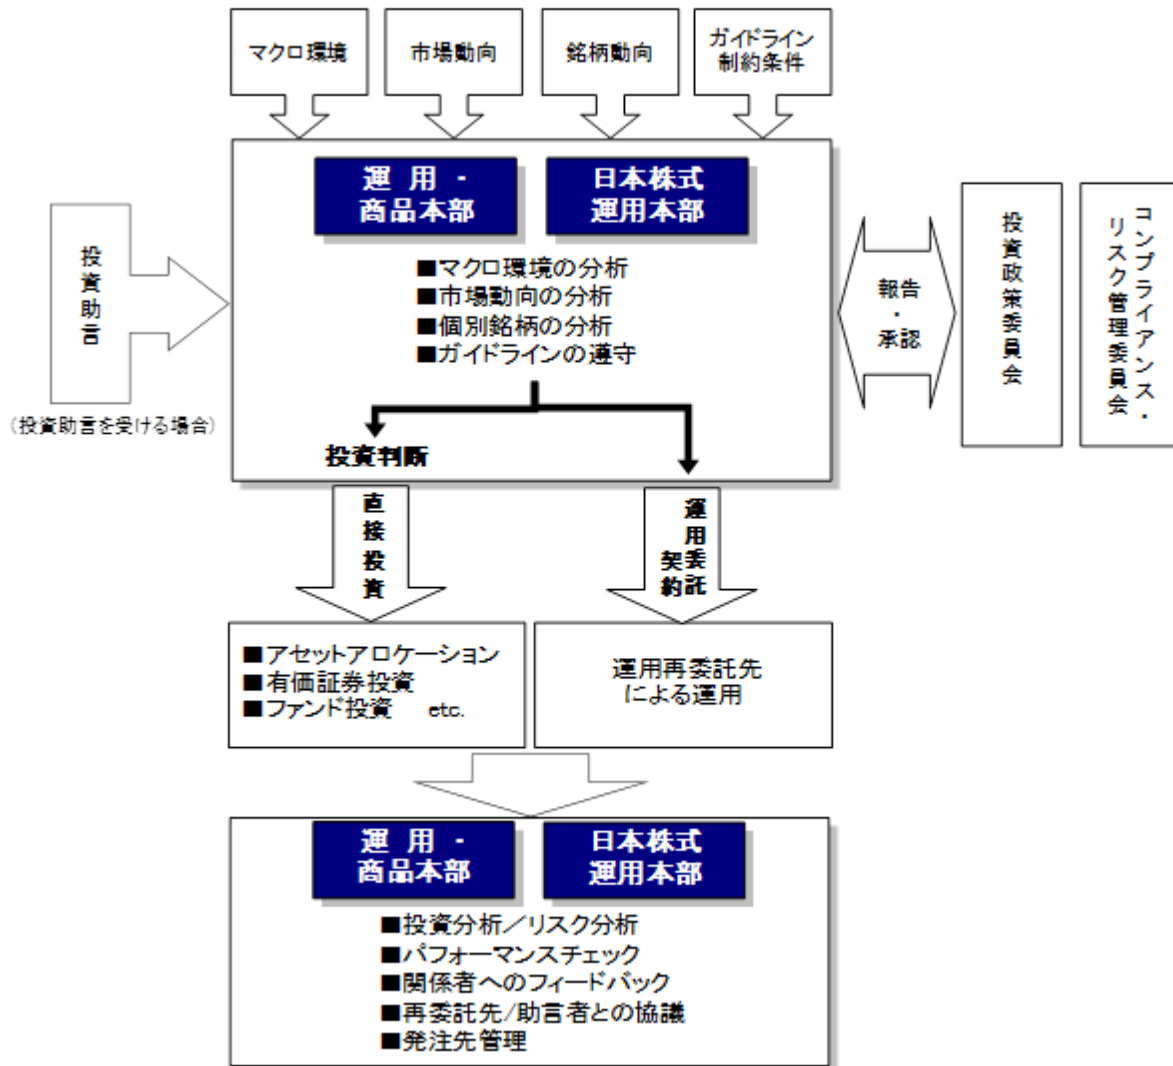 マクロ環境
市場動向
銘柄動向
ガイドライン
制約条件
運 用 -
商品本部
日本株式
運用本部
投資助言
(投資助言を受ける場合)
■マクロ環境の分析
■市場動向の分析
■個別銘柄の分析
■ガイドラインの遵守
投資判断
報告
・
承認
投資政策委員会
コンプライアンス・
リスク管理委員会
直接投資
運用委託
契約
■アセットアロケーション
■有価証券投資
■ファンド投資 etc.
運用再委託先
による運用
運 用 -
商品本部
日本株式
運用本部
■投資分析／リスク分析
■パフォーマンスチェック
■関係者へのフィードバック
■再委託先/助言者との協議
■発注先管理